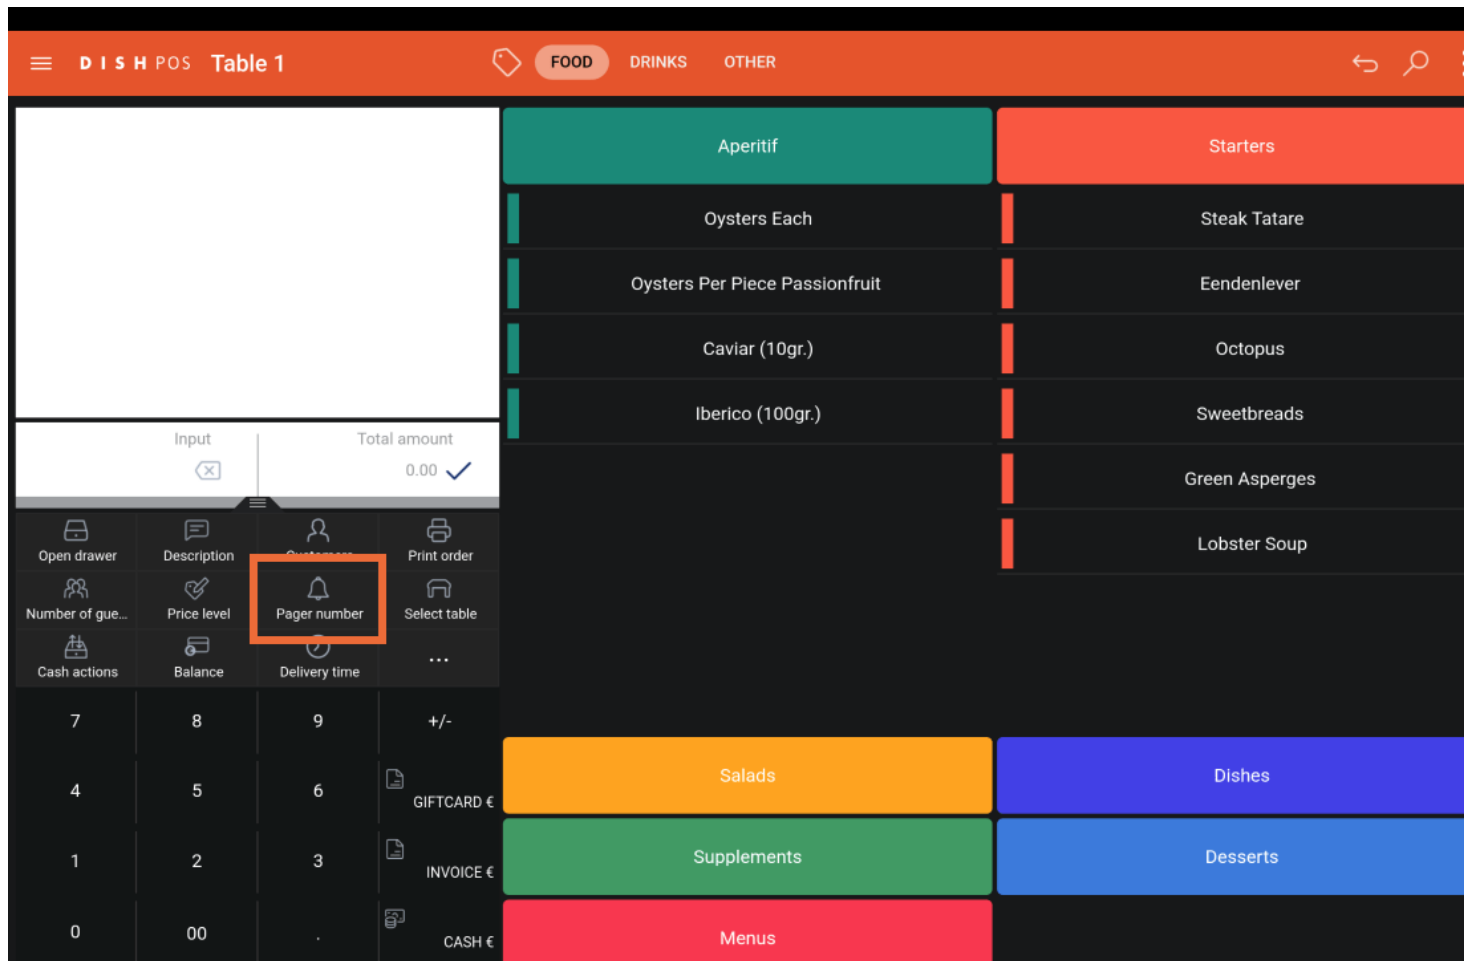 DISH POS Table 1
FOOD DRINKS OTHER
Aperitif
Starters
Oysters Each
Steak Tatare
Oysters Per Piece Passionfruit
Eendenlever
Caviar (10gr.)
Octopus
Iberico (100gr.)
Sweetbreads
Green Asperges
Lobster Soup
Input
Total amount
0.00
Open drawer
Description
Customers
Print order
Number of gue...
Price level
Pager number
Select table
Cash actions
Balance
Delivery time
...
7 8 9 +/-
4 5 6 GIFTCARD €
1 2 3 INVOICE €
0 00 . CASH €
Salads
Dishes
Supplements
Desserts
Menus